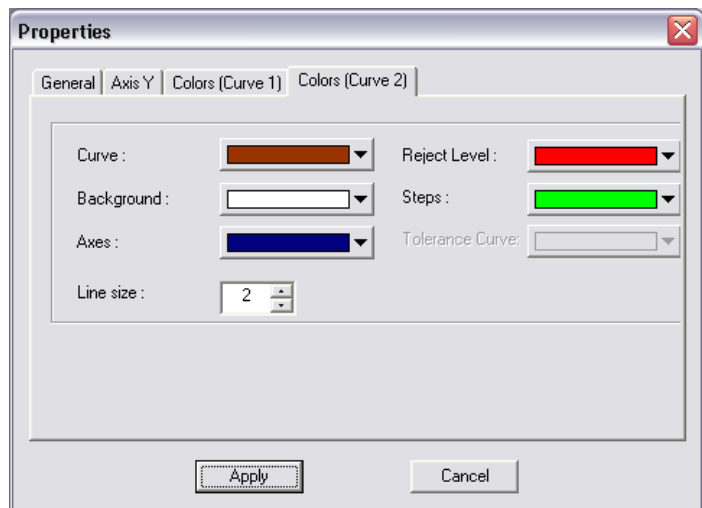 Properties
General Axis Y Colors (Curve 1) Colors (Curve 2)
Curve : Reject Level :
Background : Steps :
Axes : Tolerance Curve:
Line size : 2
Apply Cancel